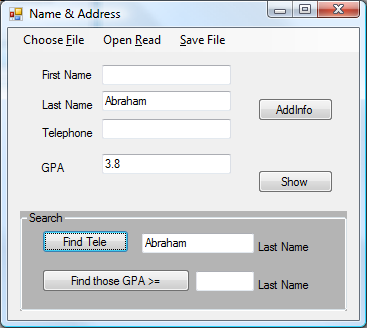 Name & Address
Choose File Open Read Save File
First Name
Last Name Abraham
AddInfo
Telephone
GPA 3.8
Show
Search
Find Tele Abraham Last Name
Find those GPA >= Last Name